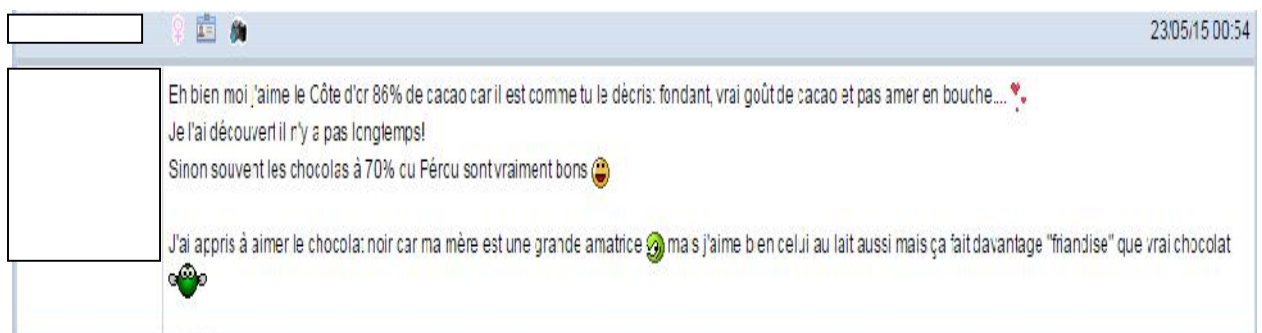 23/05/15 00:54
Eh bien moi j'aime le Côte d'or 86% de cacao car il est comme tu le décris: fondant, vrai goût de cacao et pas amer en bouche....
Je l'ai découvert il n'y a pas longtemps!
Sinon souvent les chocolas à 70% du Pérou sont vraiment bons
J'ai appris à aimer le chocolat noir car ma mère est une grande amatrice mais j'aime bien celui au lait aussi mais ça fait davantage "friandise" que vrai chocolat